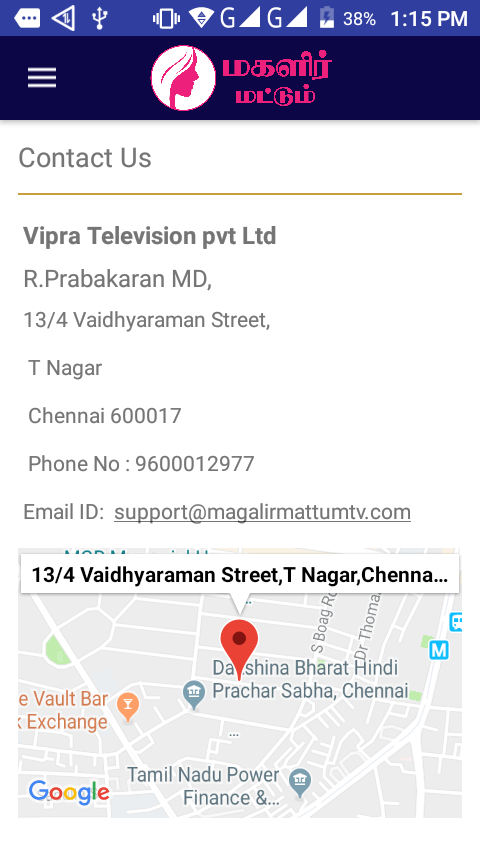 38% 1:15 PM
மகளிர்
மட்டும்
Contact Us
Vipra Television pvt Ltd
R.Prabakaran MD,
13/4 Vaidhyaraman Street,
T Nagar
Chennai 600017
Phone No : 9600012977
Email ID: support@magalirmattumtv.com
13/4 Vaidhyaraman Street,T Nagar,Chenna...
S Boag
Dr Thoma
M
Bharat Hindi
Prachar Sabha, Chennai
e Vault Bar
x Exchange
...
Tamil Nadu Power
Finance &...
Google